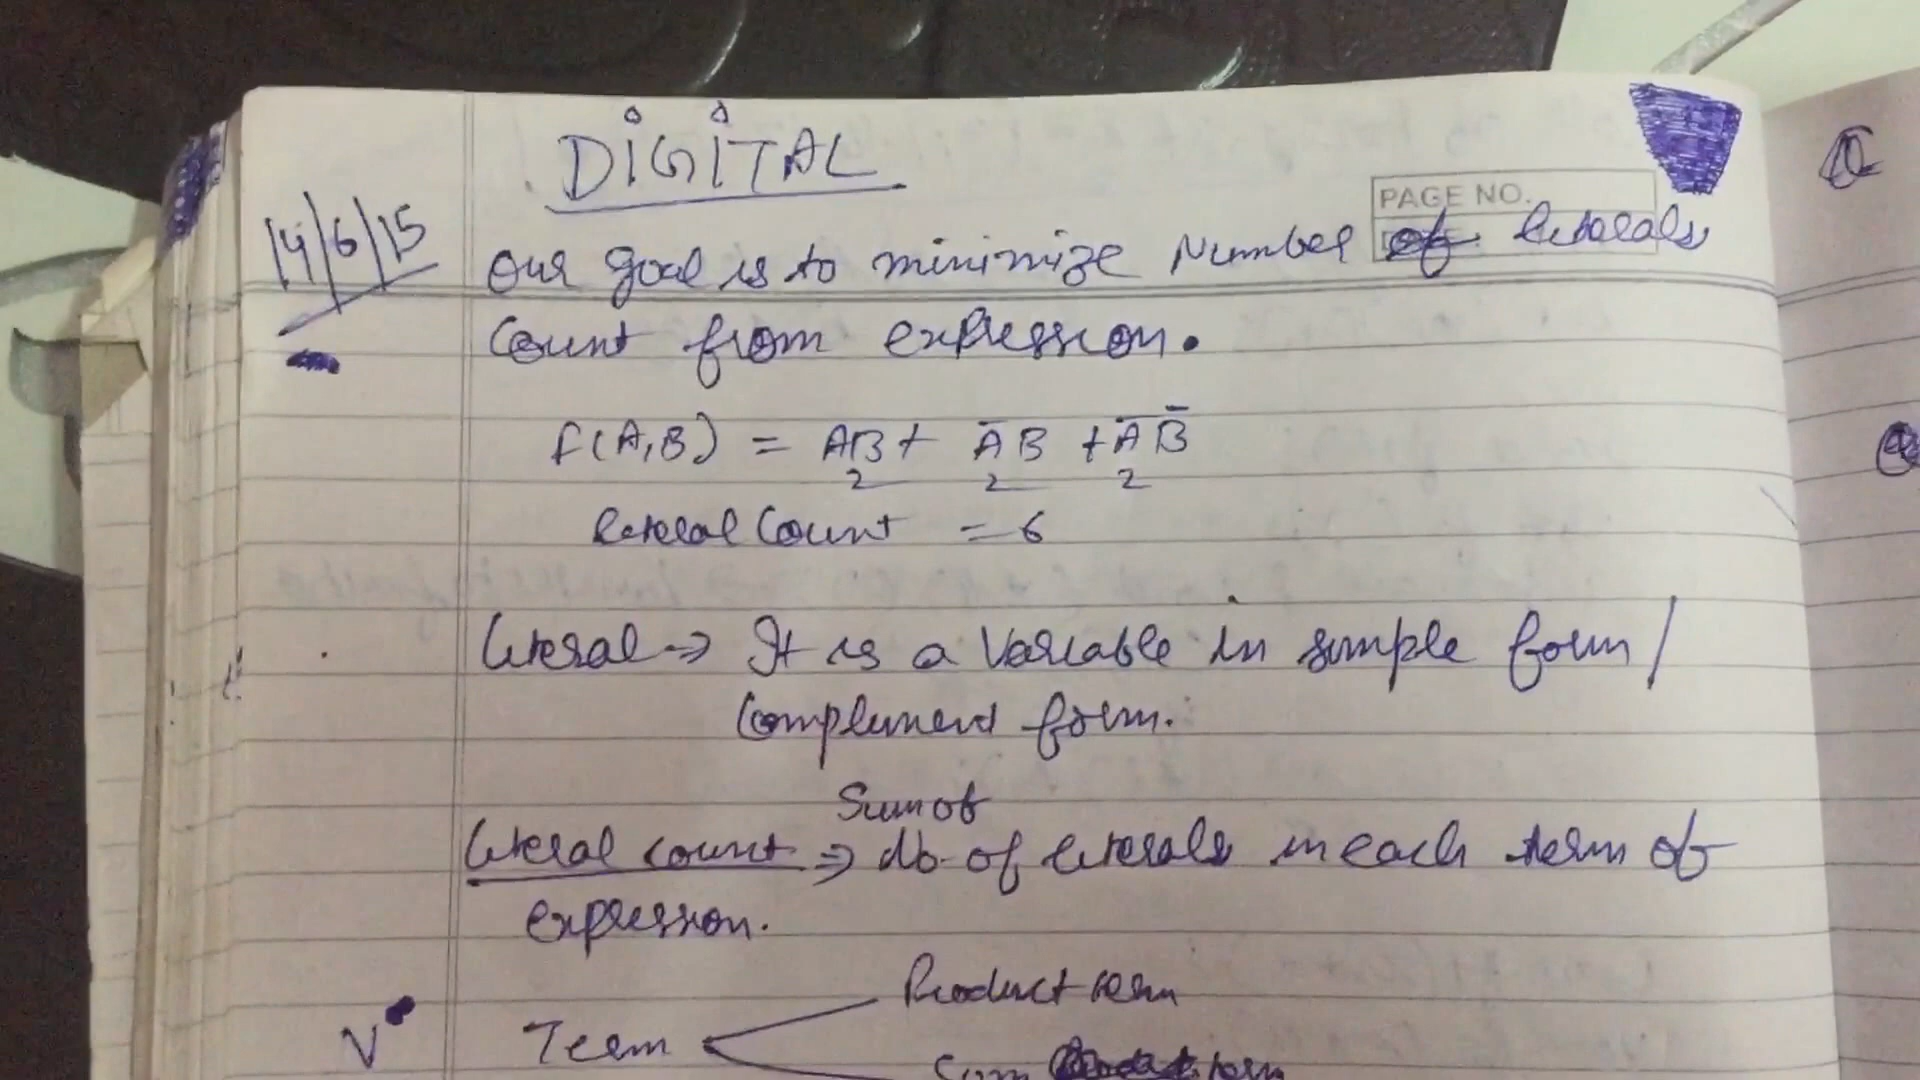 DIGITAL
PAGE NO.
14/6/15
Our goal is to minimize Number of literals
Count from expression.
f(A,B) = AB + A̅B + A̅B̅
2 2 2
literal Count = 6
literal → It is a Variable in simple form /
Complement form.
Sum of
literal count ⇒ No of literals in each term of
expression.
Product term
V Term
Sum term